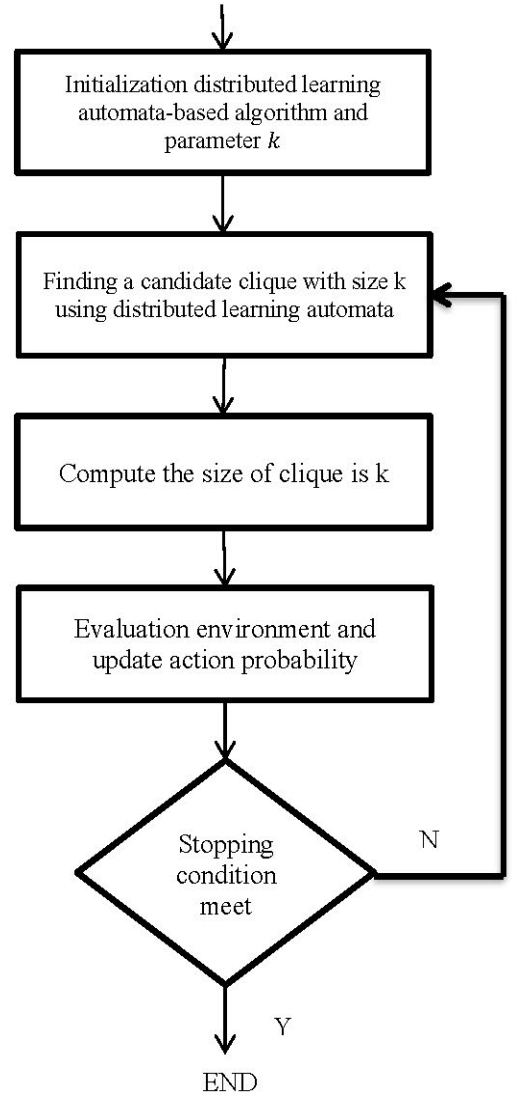 Initialization distributed learning
automata-based algorithm and
parameter k
Finding a candidate clique with size k
using distributed learning automata
Compute the size of clique is k
Evaluation environment and
update action probability
Stopping
condition
meet
N
Y
END